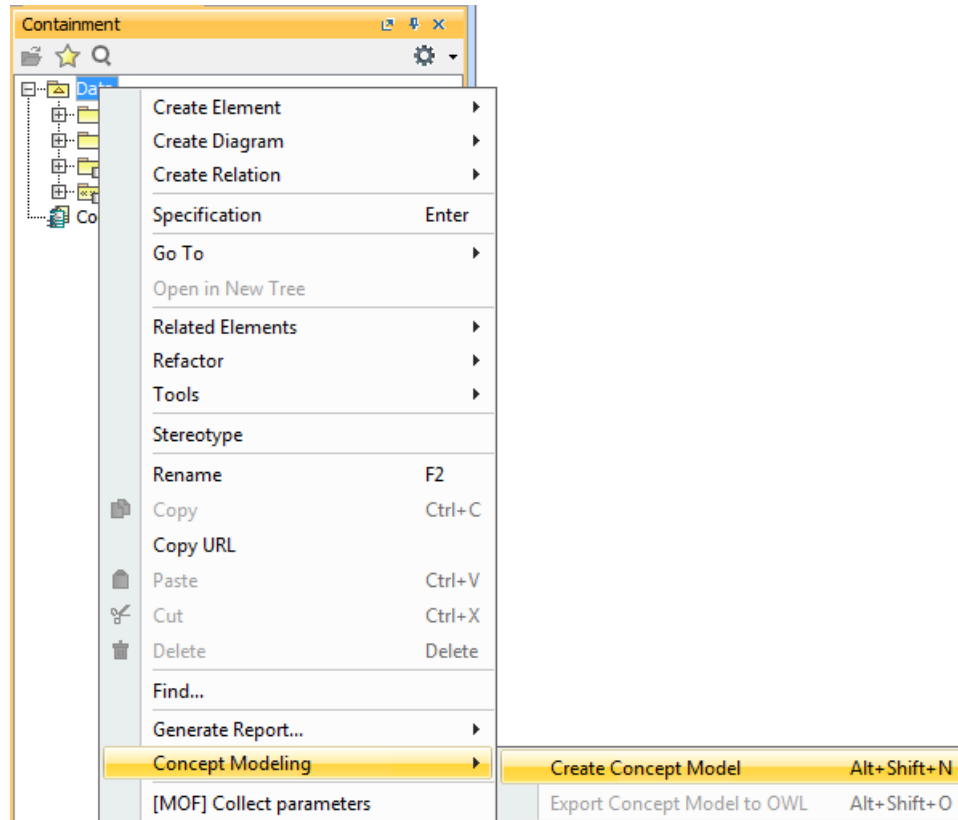 Containment
Data
Co
Create Element
Create Diagram
Create Relation
Specification Enter
Go To
Open in New Tree
Related Elements
Refactor
Tools
Stereotype
Rename F2
Copy Ctrl+C
Copy URL
Paste Ctrl+V
Cut Ctrl+X
Delete Delete
Find...
Generate Report...
Concept Modeling
Create Concept Model Alt+Shift+N
[MOF] Collect parameters
Export Concept Model to OWL Alt+Shift+O